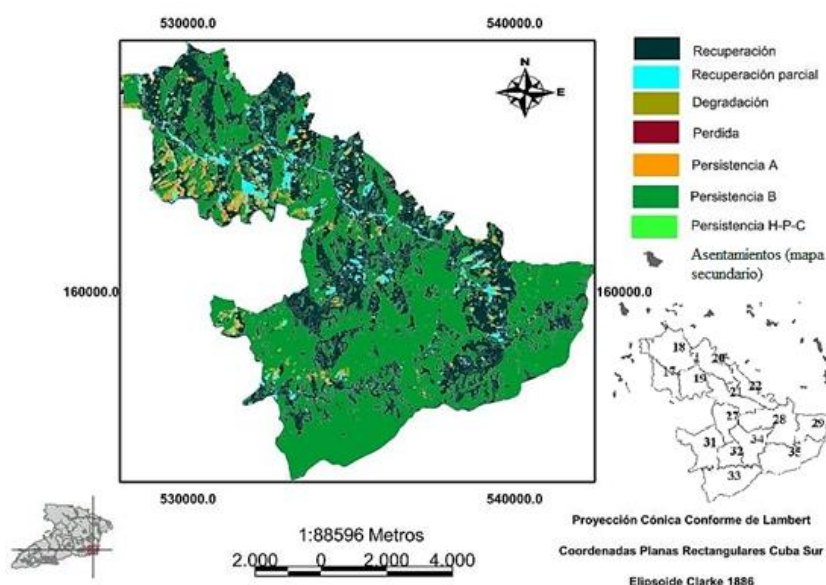 530000.0 540000.0
N
E
Recuperación
Recuperación parcial
Degradación
Perdida
Persistencia A
Persistencia B
Persistencia H-P-C
Asentamientos (mapa
secundario)
160000.0 160000.0
18
20
17
19
21
22
27
28
29
31
34
32
35
33
530000.0 540000.0
1:88596 Metros
2.000 0 2.000 4.000
Proyección Cónica Conforme de Lambert
Coordenadas Planas Rectangulares Cuba Sur
Elipsoide Clarke 1886